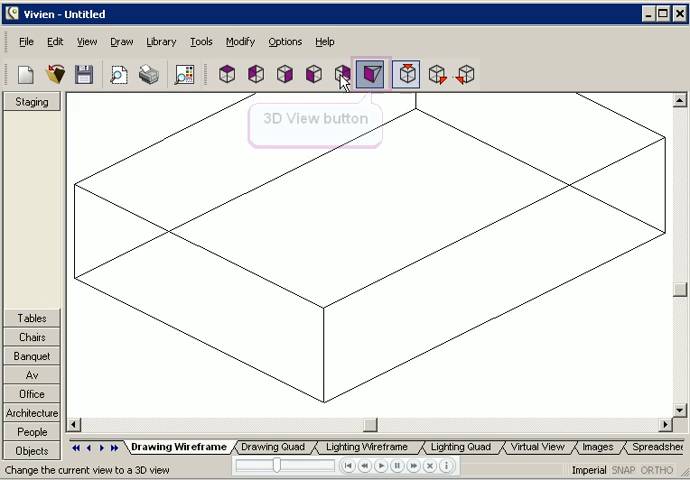 Vivien - Untitled
File Edit View Draw Library Tools Modify Options Help
Staging
3D View button
Tables
Chairs
Banquet
Av
Office
Architecture
People
Objects
Drawing Wireframe Drawing Quad Lighting Wireframe Lighting Quad Virtual View Images Spreadshee
Change the current view to a 3D view Imperial SNAP ORTHO